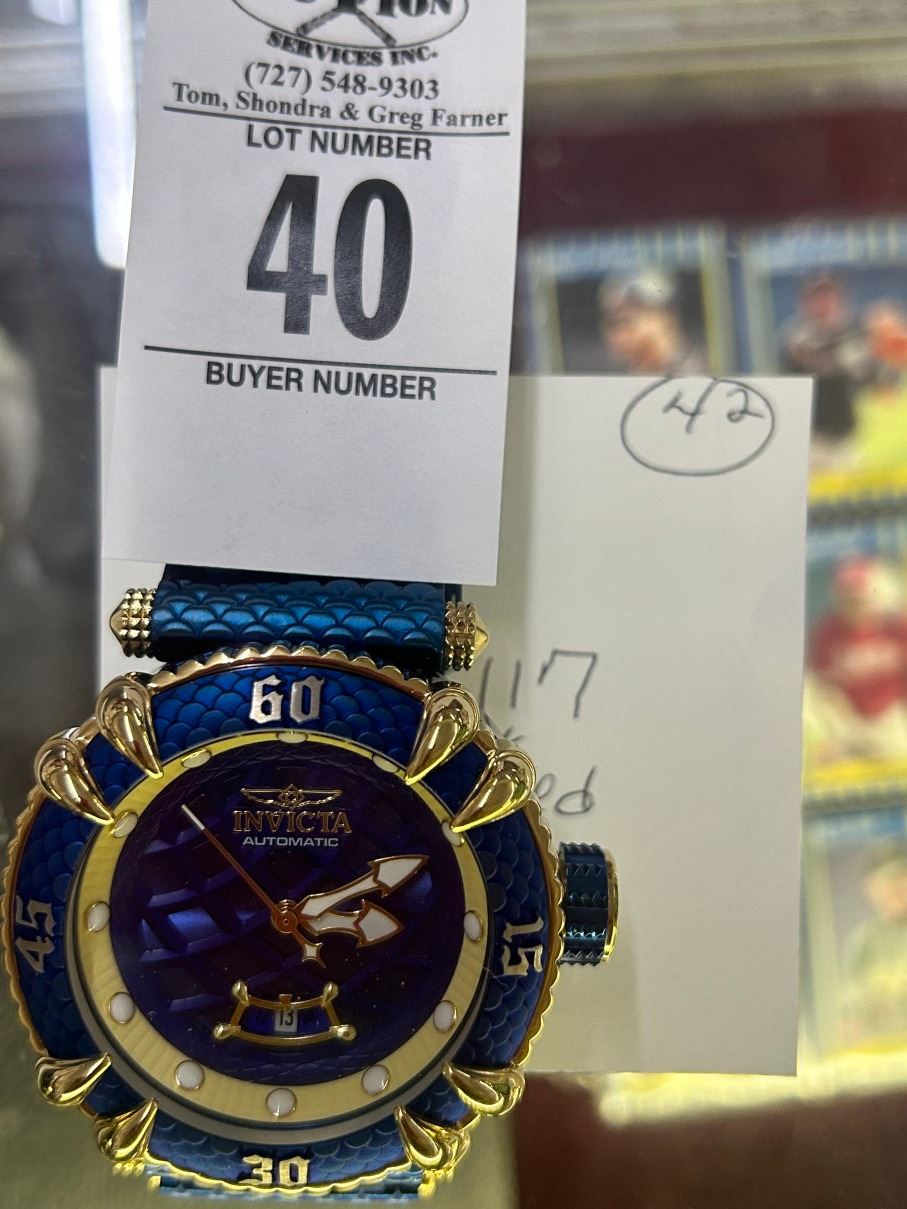 SERVICES INC.
(727) 548-9303
Tom, Shondra & Greg Farner
LOT NUMBER
40
BUYER NUMBER
42
117
60
INVICTA
AUTOMATIC
45
15
13
30